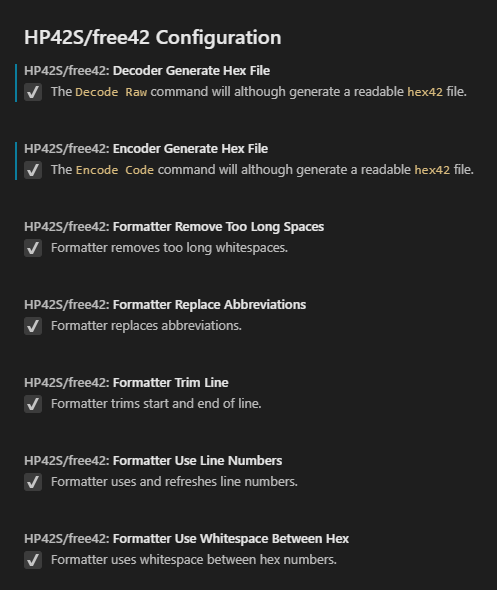 HP42S/free42 Configuration
HP42S/free42: Decoder Generate Hex File
The Decode Raw command will although generate a readable hex42 file.
HP42S/free42: Encoder Generate Hex File
The Encode Code command will although generate a readable hex42 file.
HP42S/free42: Formatter Remove Too Long Spaces
Formatter removes too long whitespaces.
HP42S/free42: Formatter Replace Abbreviations
Formatter replaces abbreviations.
HP42S/free42: Formatter Trim Line
Formatter trims start and end of line.
HP42S/free42: Formatter Use Line Numbers
Formatter uses and refreshes line numbers.
HP42S/free42: Formatter Use Whitespace Between Hex
Formatter uses whitespace between hex numbers.